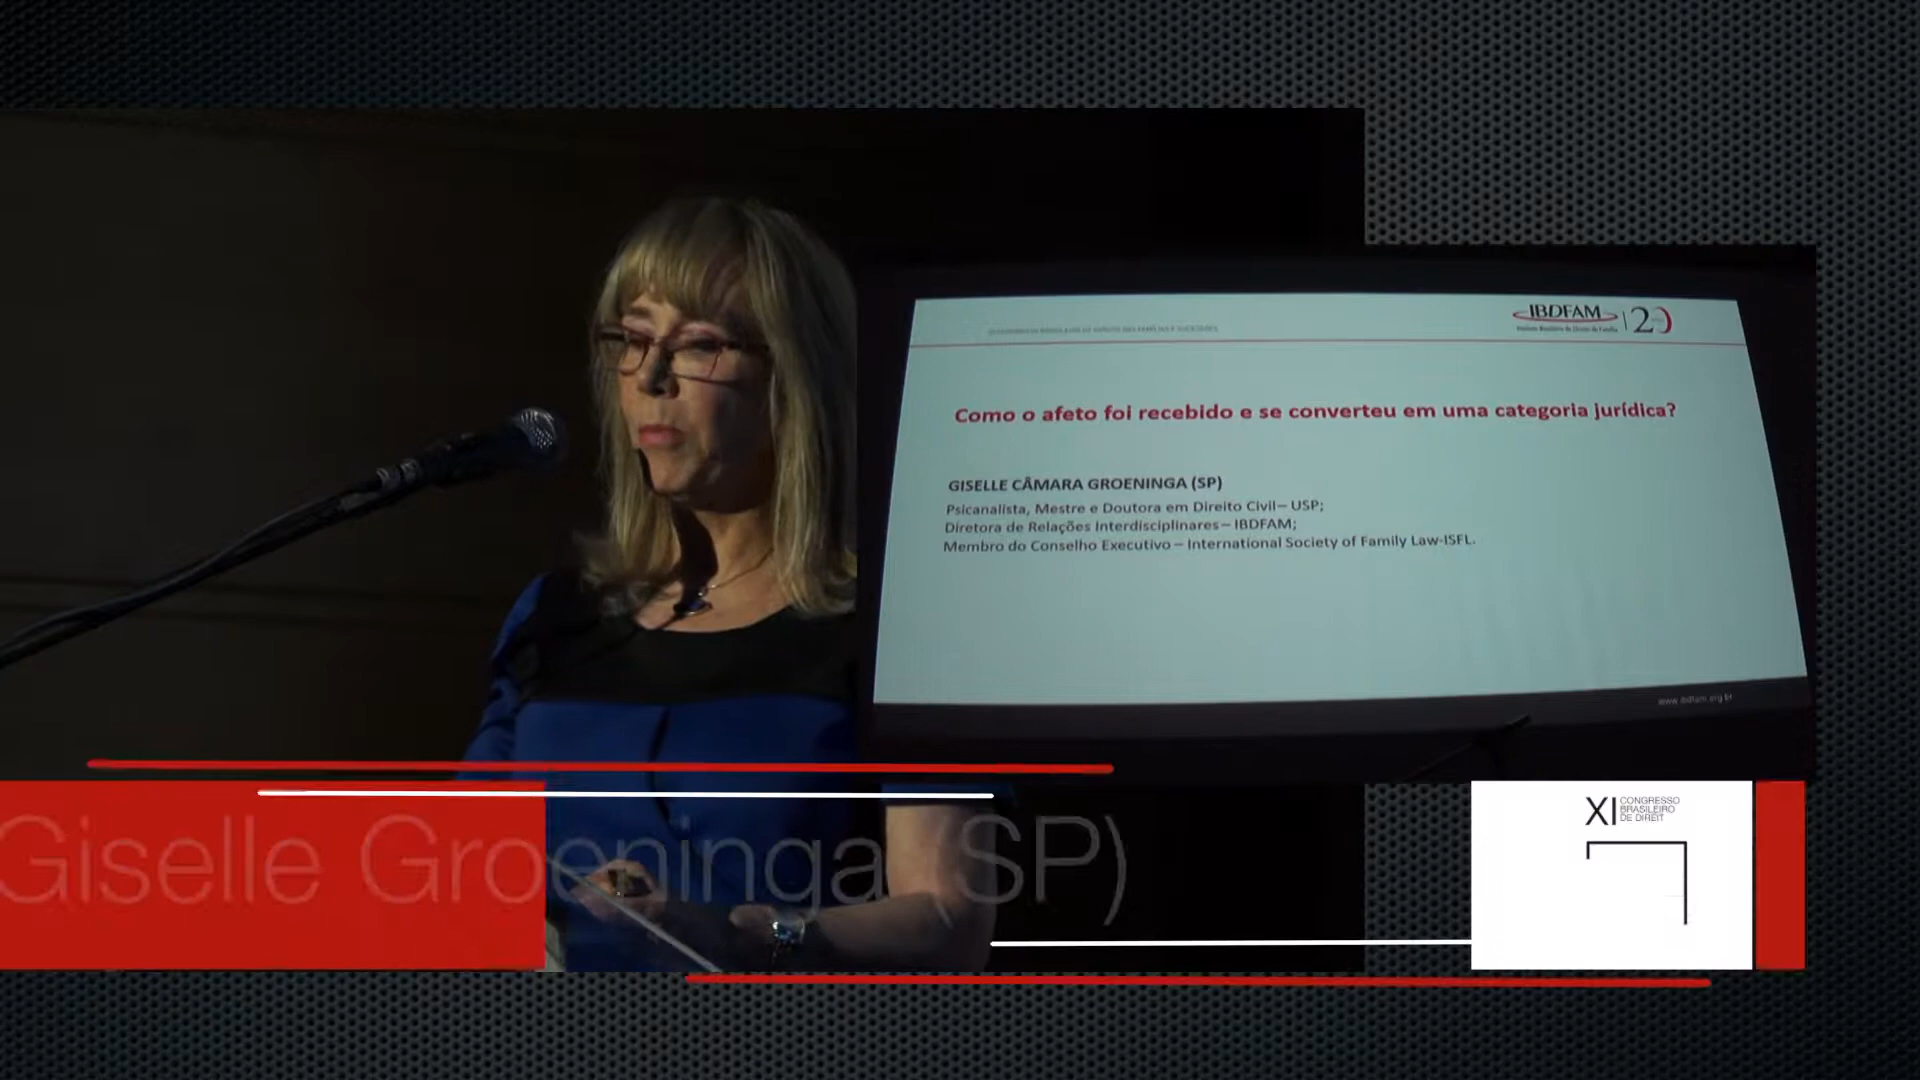 IBDFAM | 20
Instituto Brasileiro de Direito de Família
Como o afeto foi recebido e se converteu em uma categoria jurídica?
GISELLE CÂMARA GROENINGA (SP)
Psicanalista, Mestre e Doutora em Direito Civil– USP;
Diretora de Relações Interdisciplinares – IBDFAM;
Membro do Conselho Executivo – International Society of Family Law-ISFL.
www.ibdfam.org.br
Giselle Groeninga (SP)
XI CONGRESSO
BRASILEIRO
DE DIREIT